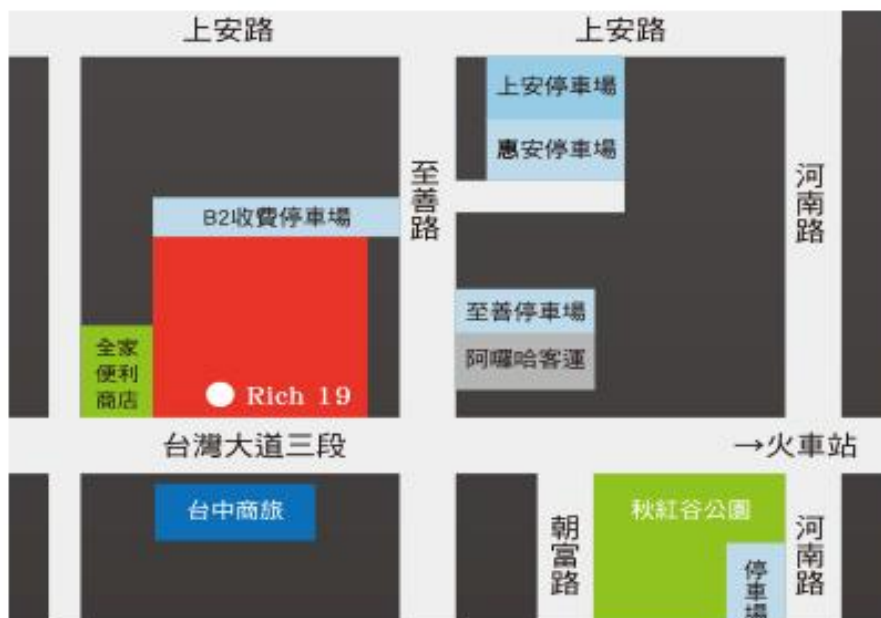 上安路
上安路
上安停車場
惠安停車場
至善路
河南路
B2收費停車場
至善停車場
阿囉哈客運
全家
便利
商店
Rich 19
台灣大道三段
→火車站
台中商旅
朝富路
秋紅谷公園
河南路
停車場